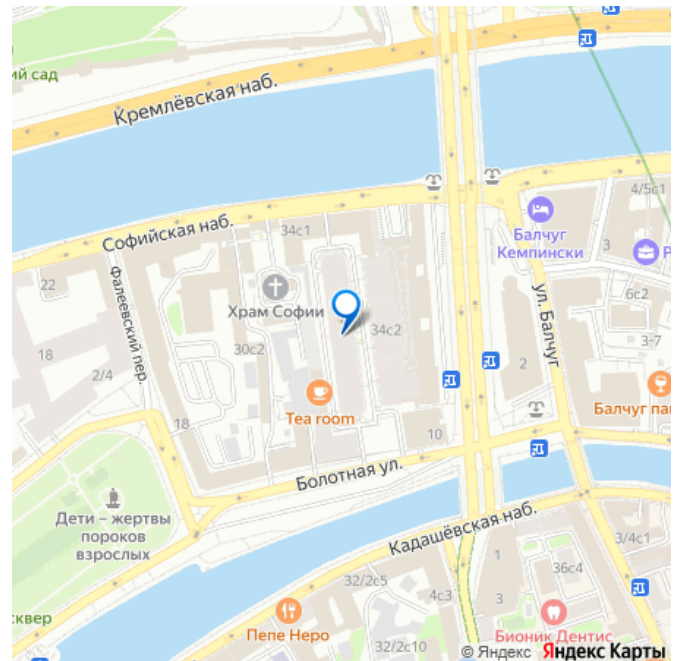 ий сад
Кремлёвская наб.
4/5с1
Балчуг
Кемпински
3
Р
Софийская наб.
34с1
22
Храм Софии
Фалеевский пер.
ул. Балчуг
6с2
34с2
30с2
18
2/4
3-7
2
Балчуг пап
Tea room
18
10
Болотная ул.
Дети – жертвы
пороков
взрослых
Кадашёвская наб.
3/4с1
1
36с4
32/2с5
4с3
3
сквер
Пепе Неро
Бионик Дентис
32/2с10
© Яндекс Яндекс Карты